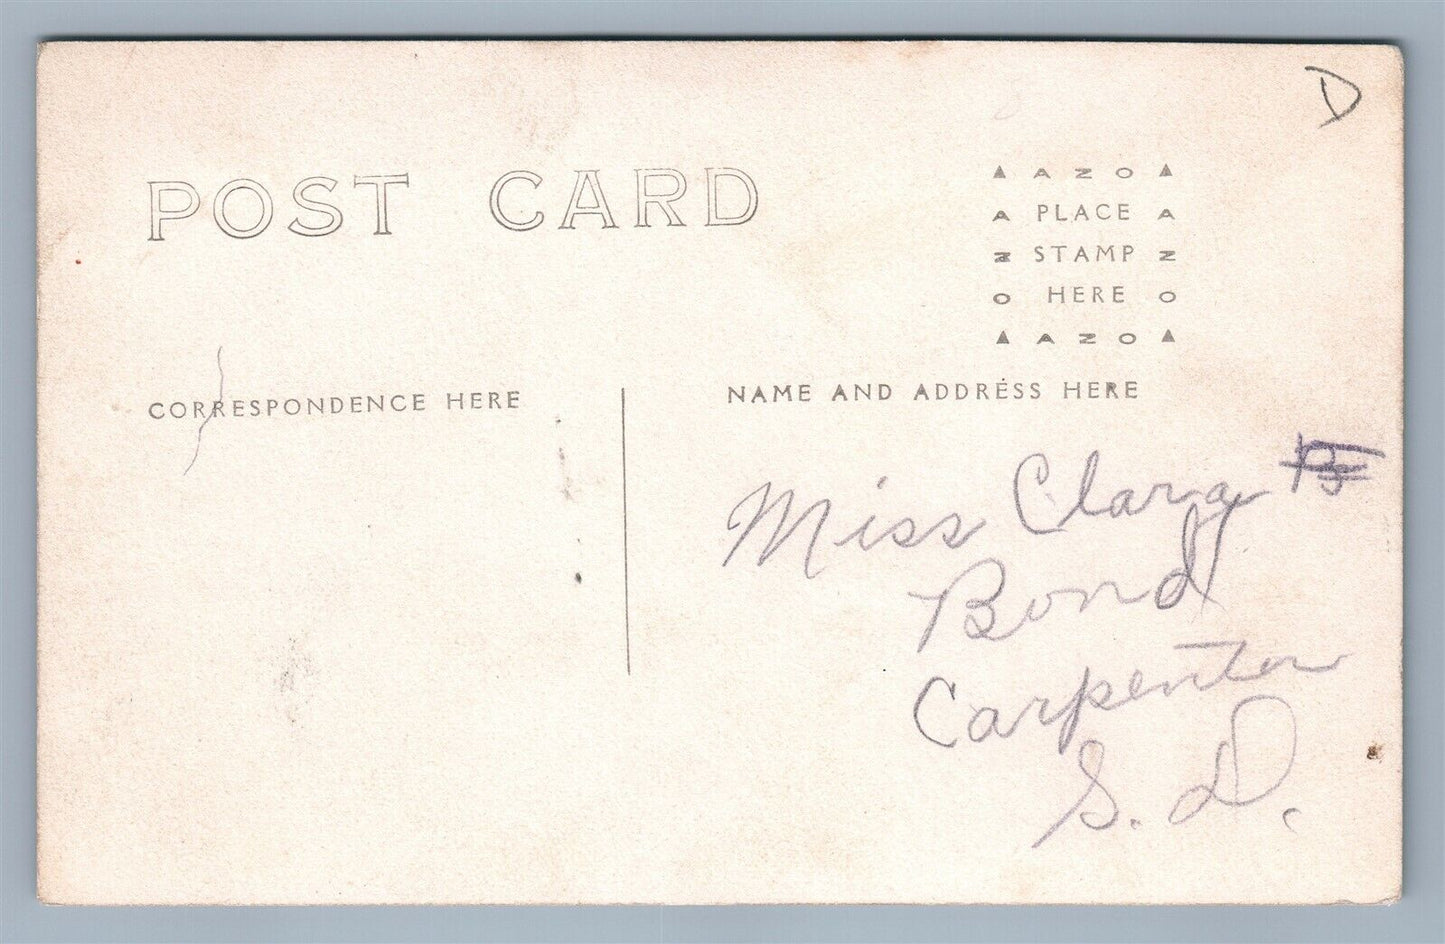 D
POST CARD
▲ AZO ▲
A PLACE A
Z STAMP Z
O HERE O
▲ AZO ▲
CORRESPONDENCE HERE
NAME AND ADDRESS HERE
Miss Clara
Bond
Carpenter
S. D.